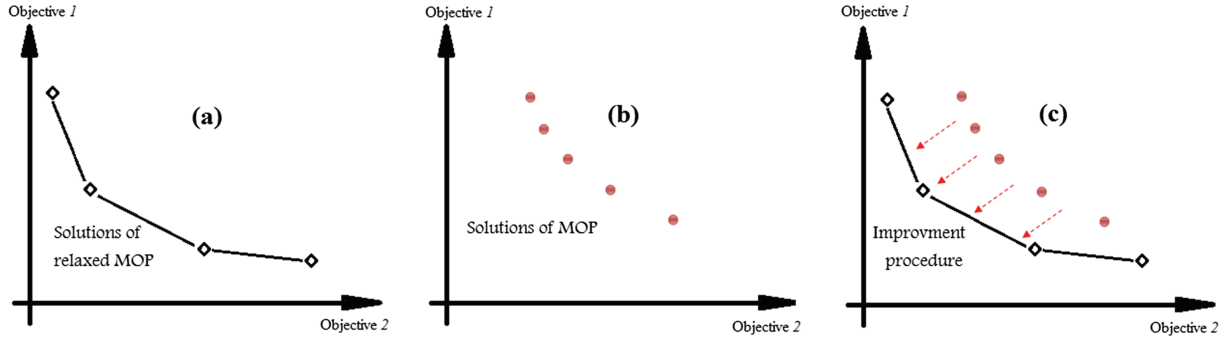 Objective 1
(a)
Solutions of
relaxed MOP
Objective 2
Objective 1
(b)
Solutions of MOP
Objective 2
Objective 1
(c)
Improvment
procedure
Objective 2